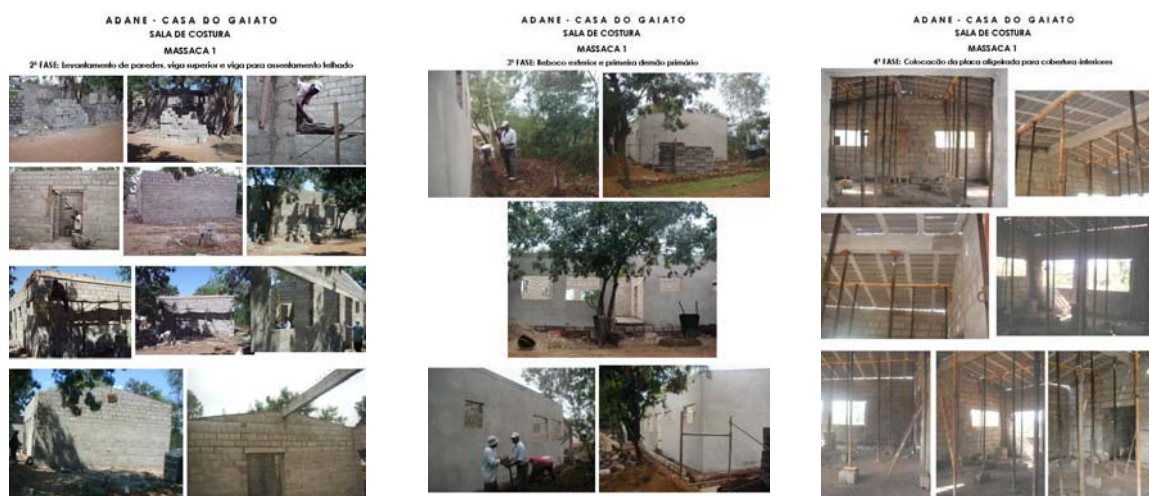 ADANE - CASA DO GAIATO
SALA DE COSTURA
MASSACA 1
2ª FASE: Levantamento de paredes, viga superior e viga para assentamento telhado
ADANE - CASA DO GAIATO
SALA DE COSTURA
MASSACA 1
3ª FASE: Reboco exterior e primeira demão primário
ADANE - CASA DO GAIATO
SALA DE COSTURA
MASSACA 1
4ª FASE: Colocacão da placa aligeirada para cobertura-interiores